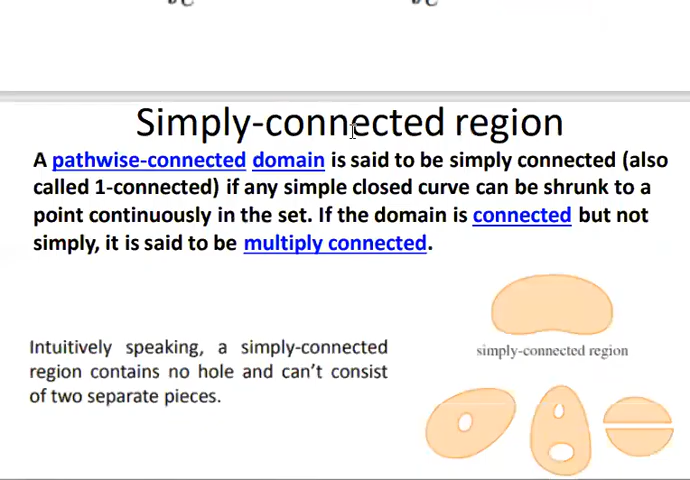 Simply-connected region
A pathwise-connected domain is said to be simply connected (also
called 1-connected) if any simple closed curve can be shrunk to a
point continuously in the set. If the domain is connected but not
simply, it is said to be multiply connected.
Intuitively speaking, a simply-connected
region contains no hole and can't consist
of two separate pieces.
simply-connected region